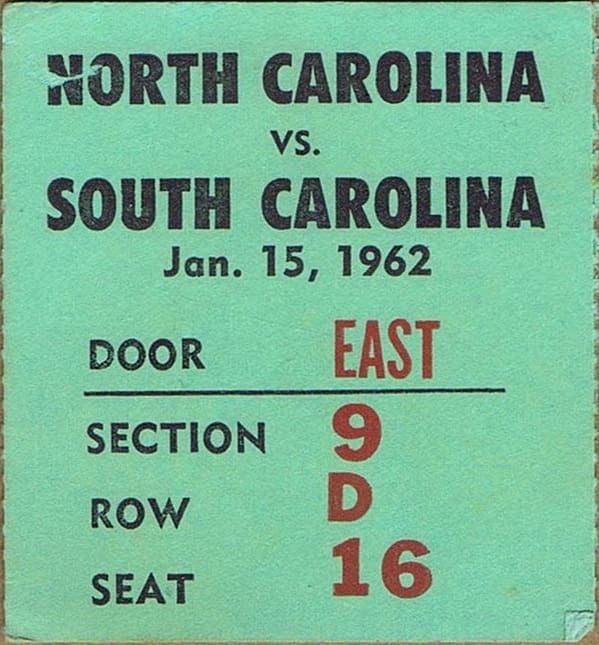 NORTH CAROLINA
VS.
SOUTH CAROLINA
Jan. 15, 1962
DOOR EAST
SECTION 9
ROW D
SEAT 16